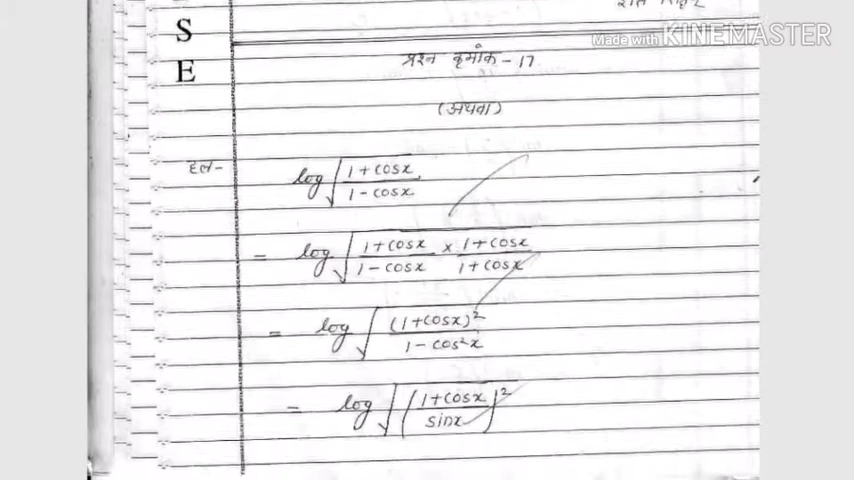 S
Made with KINEMASTER
E
प्रश्न क्रमांक - 17
(अथवा)
हल-
log √((1+cosx)/(1-cosx))
= log √((1+cosx)/(1-cosx) × (1+cosx)/(1+cosx))
= log √((1+cosx)²/(1-cos²x))
= log √(((1+cosx)/sinx)²)